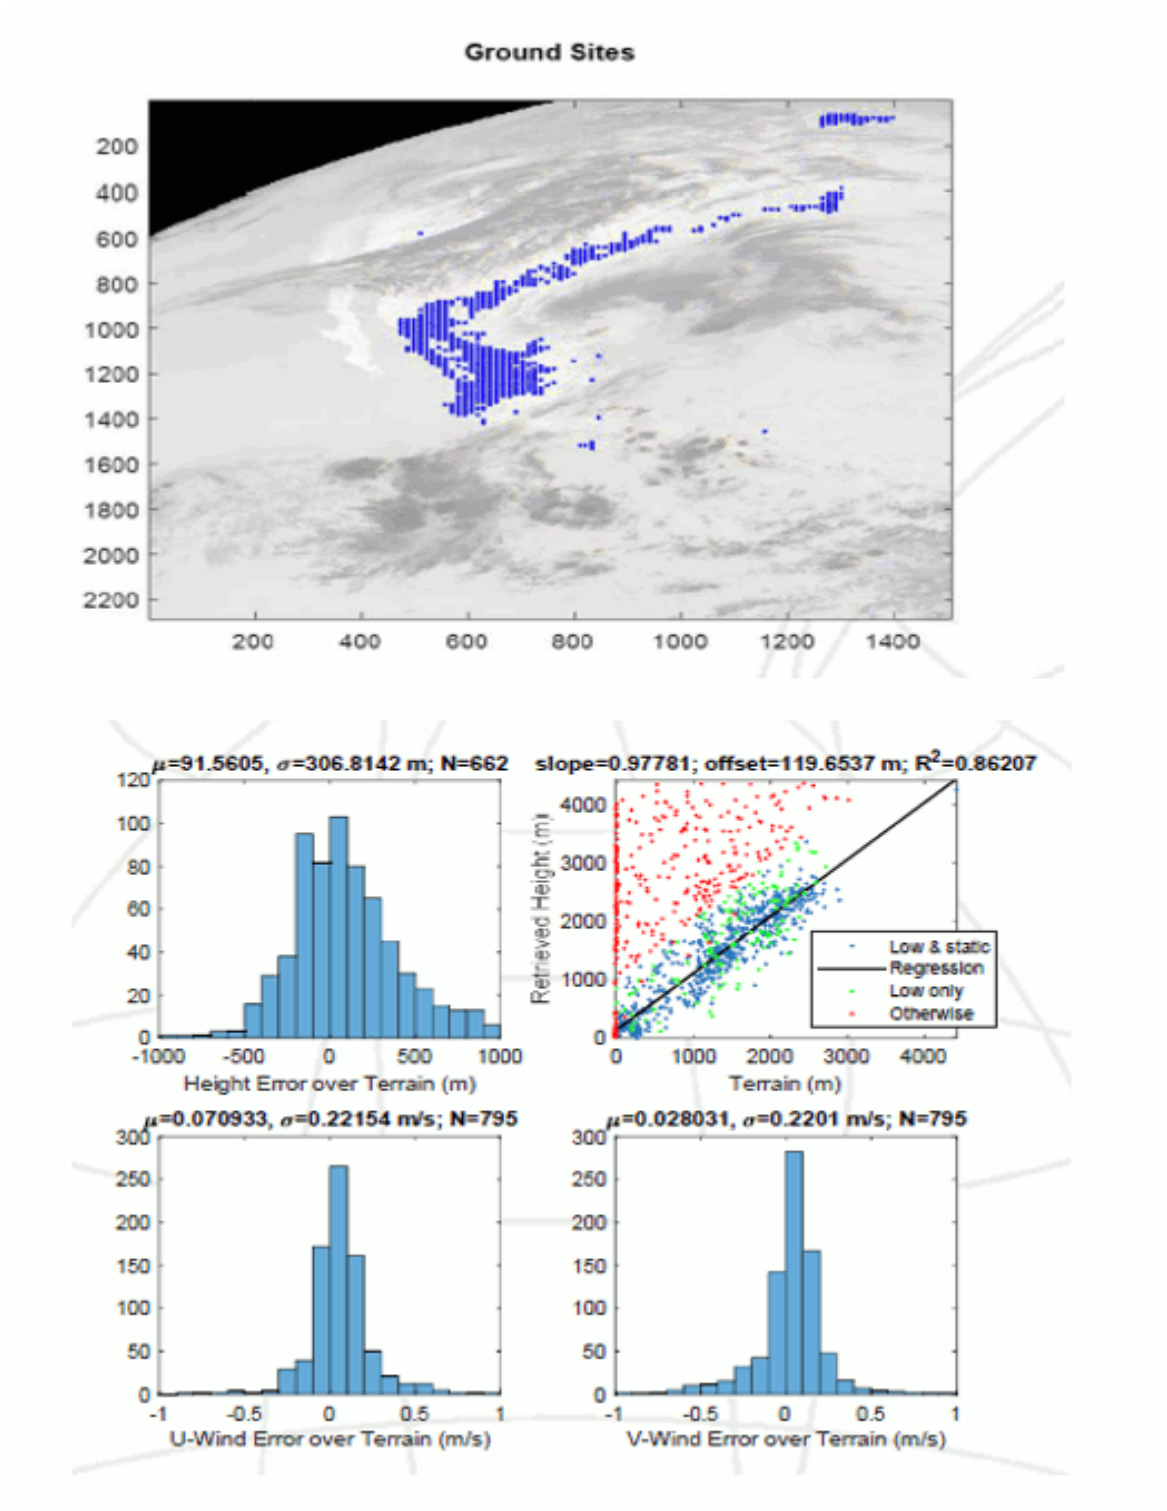 Ground Sites
200
400
600
800
1000
1200
1400
1600
1800
2000
2200
200 400 600 800 1000 1200 1400
μ=91.5605, σ=306.8142 m; N=662
120
100
80
60
40
20
0
-1000 -500 0 500 1000
Height Error over Terrain (m)
slope=0.97781; offset=119.6537 m; R²=0.86207
Retrieved Height (m)
4000
3000
2000
1000
0
Low & static
Regression
Low only
Otherwise
0 1000 2000 3000 4000
Terrain (m)
μ=0.070933, σ=0.22154 m/s; N=795
300
250
200
150
100
50
0
-1 -0.5 0 0.5 1
U-Wind Error over Terrain (m/s)
μ=0.028031, σ=0.2201 m/s; N=795
300
250
200
150
100
50
0
-1 -0.5 0 0.5 1
V-Wind Error over Terrain (m/s)